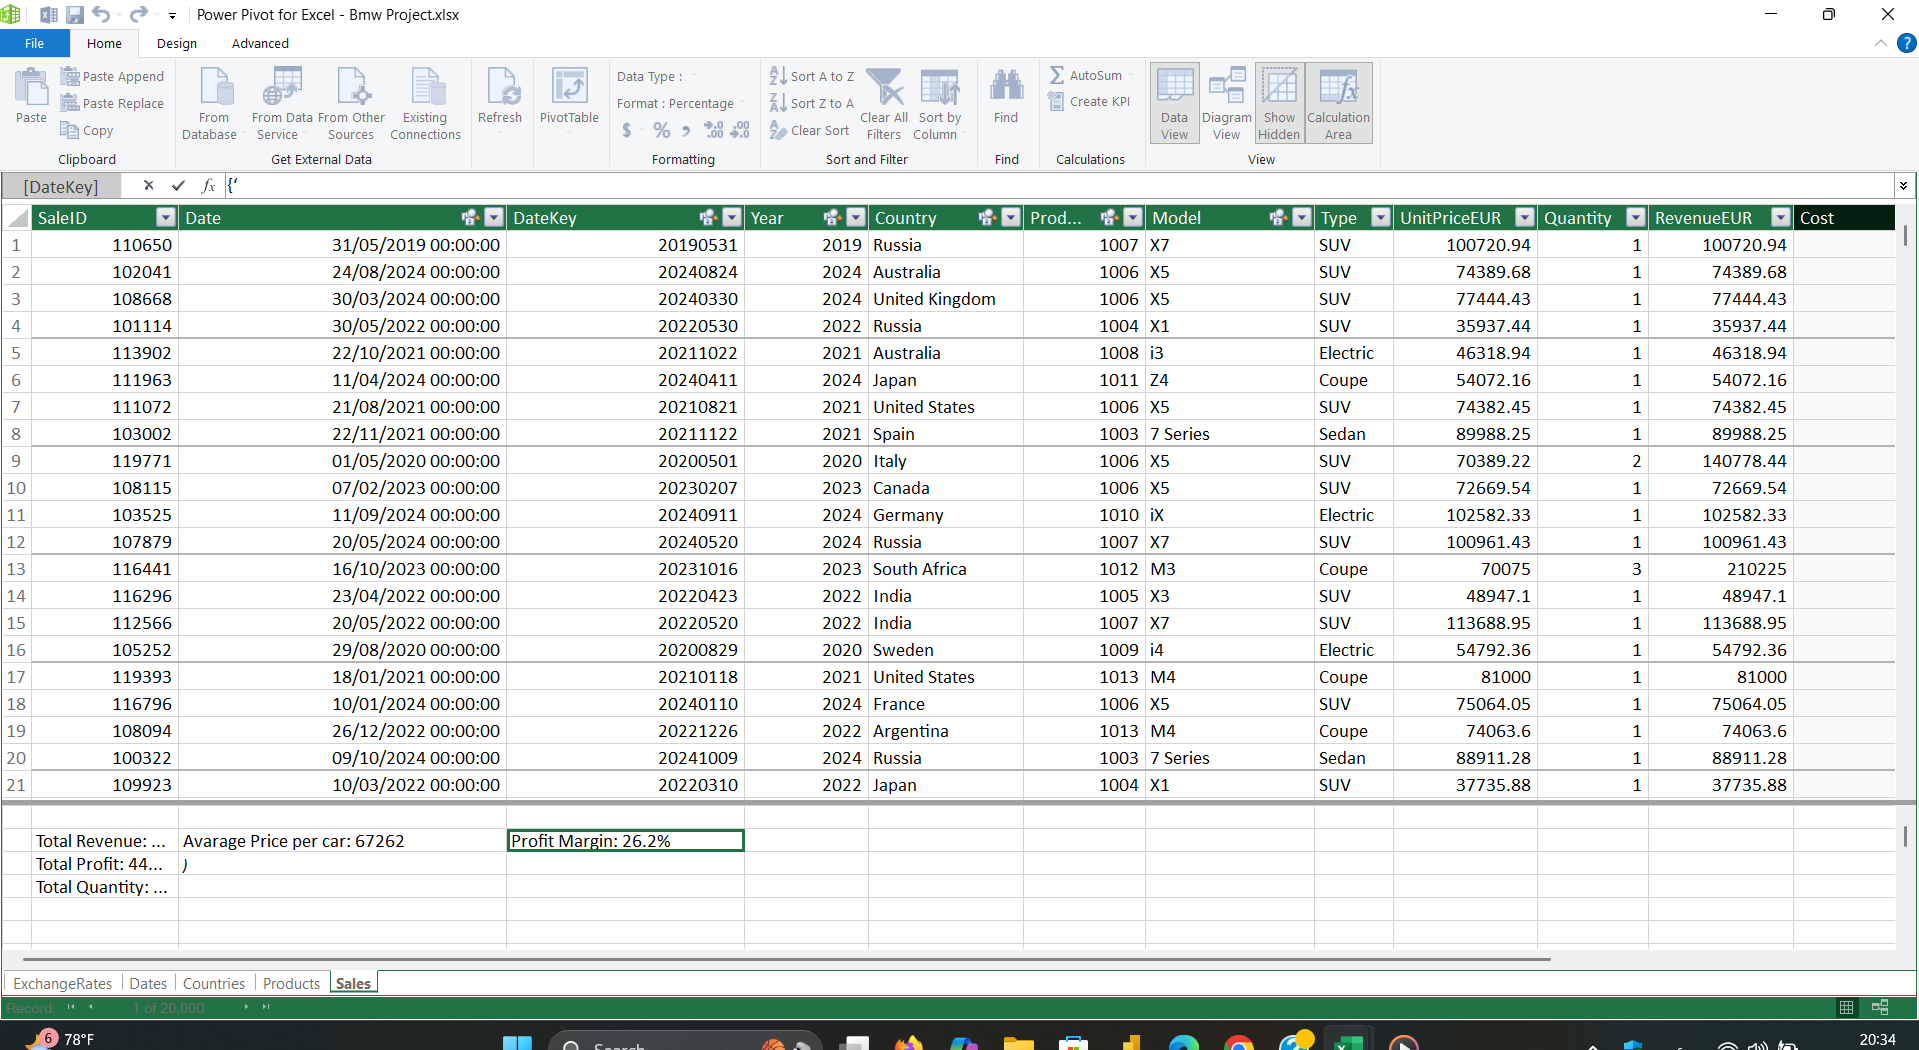 Power Pivot for Excel - Bmw Project.xlsx
File Home Design Advanced
Paste
Paste Append
Paste Replace
Copy
Clipboard
From Database
From Data Service
From Other Sources
Existing Connections
Get External Data
Refresh
PivotTable
Data Type :
Format : Percentage
$ % , .0 .00 .00 .0
Formatting
Sort A to Z
Sort Z to A
Clear Sort
Clear All Filters
Sort by Column
Sort and Filter
Find
Find
AutoSum
Create KPI
Calculations
Data View
Diagram View
Show Hidden
Calculation Area
View
[DateKey] fx {‘
SaleID Date DateKey Year Country Prod... Model Type UnitPriceEUR Quantity RevenueEUR Cost
1 110650 31/05/2019 00:00:00 20190531 2019 Russia 1007 X7 SUV 100720.94 1 100720.94
2 102041 24/08/2024 00:00:00 20240824 2024 Australia 1006 X5 SUV 74389.68 1 74389.68
3 108668 30/03/2024 00:00:00 20240330 2024 United Kingdom 1006 X5 SUV 77444.43 1 77444.43
4 101114 30/05/2022 00:00:00 20220530 2022 Russia 1004 X1 SUV 35937.44 1 35937.44
5 113902 22/10/2021 00:00:00 20211022 2021 Australia 1008 i3 Electric 46318.94 1 46318.94
6 111963 11/04/2024 00:00:00 20240411 2024 Japan 1011 Z4 Coupe 54072.16 1 54072.16
7 111072 21/08/2021 00:00:00 20210821 2021 United States 1006 X5 SUV 74382.45 1 74382.45
8 103002 22/11/2021 00:00:00 20211122 2021 Spain 1003 7 Series Sedan 89988.25 1 89988.25
9 119771 01/05/2020 00:00:00 20200501 2020 Italy 1006 X5 SUV 70389.22 2 140778.44
10 108115 07/02/2023 00:00:00 20230207 2023 Canada 1006 X5 SUV 72669.54 1 72669.54
11 103525 11/09/2024 00:00:00 20240911 2024 Germany 1010 iX Electric 102582.33 1 102582.33
12 107879 20/05/2024 00:00:00 20240520 2024 Russia 1007 X7 SUV 100961.43 1 100961.43
13 116441 16/10/2023 00:00:00 20231016 2023 South Africa 1012 M3 Coupe 70075 3 210225
14 116296 23/04/2022 00:00:00 20220423 2022 India 1005 X3 SUV 48947.1 1 48947.1
15 112566 20/05/2022 00:00:00 20220520 2022 India 1007 X7 SUV 113688.95 1 113688.95
16 105252 29/08/2020 00:00:00 20200829 2020 Sweden 1009 i4 Electric 54792.36 1 54792.36
17 119393 18/01/2021 00:00:00 20210118 2021 United States 1013 M4 Coupe 81000 1 81000
18 116796 10/01/2024 00:00:00 20240110 2024 France 1006 X5 SUV 75064.05 1 75064.05
19 108094 26/12/2022 00:00:00 20221226 2022 Argentina 1013 M4 Coupe 74063.6 1 74063.6
20 100322 09/10/2024 00:00:00 20241009 2024 Russia 1003 7 Series Sedan 88911.28 1 88911.28
21 109923 10/03/2022 00:00:00 20220310 2022 Japan 1004 X1 SUV 37735.88 1 37735.88
Total Revenue: ... Avarage Price per car: 67262 Profit Margin: 26.2%
Total Profit: 44... )
Total Quantity: ...
ExchangeRates Dates Countries Products Sales
Record: 1 of 20,000
6 78°F Search 20:34